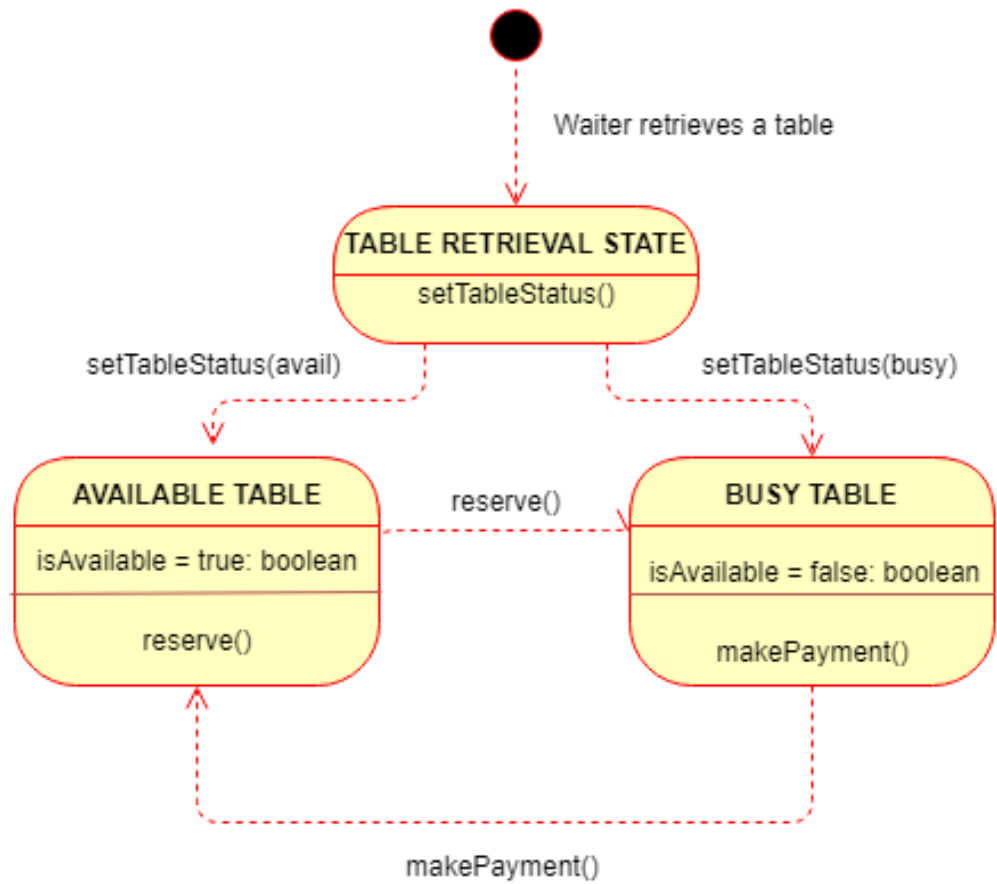 Waiter retrieves a table
TABLE RETRIEVAL STATE
setTableStatus()
setTableStatus(avail)
setTableStatus(busy)
AVAILABLE TABLE
isAvailable = true: boolean
reserve()
reserve()
BUSY TABLE
isAvailable = false: boolean
makePayment()
makePayment()